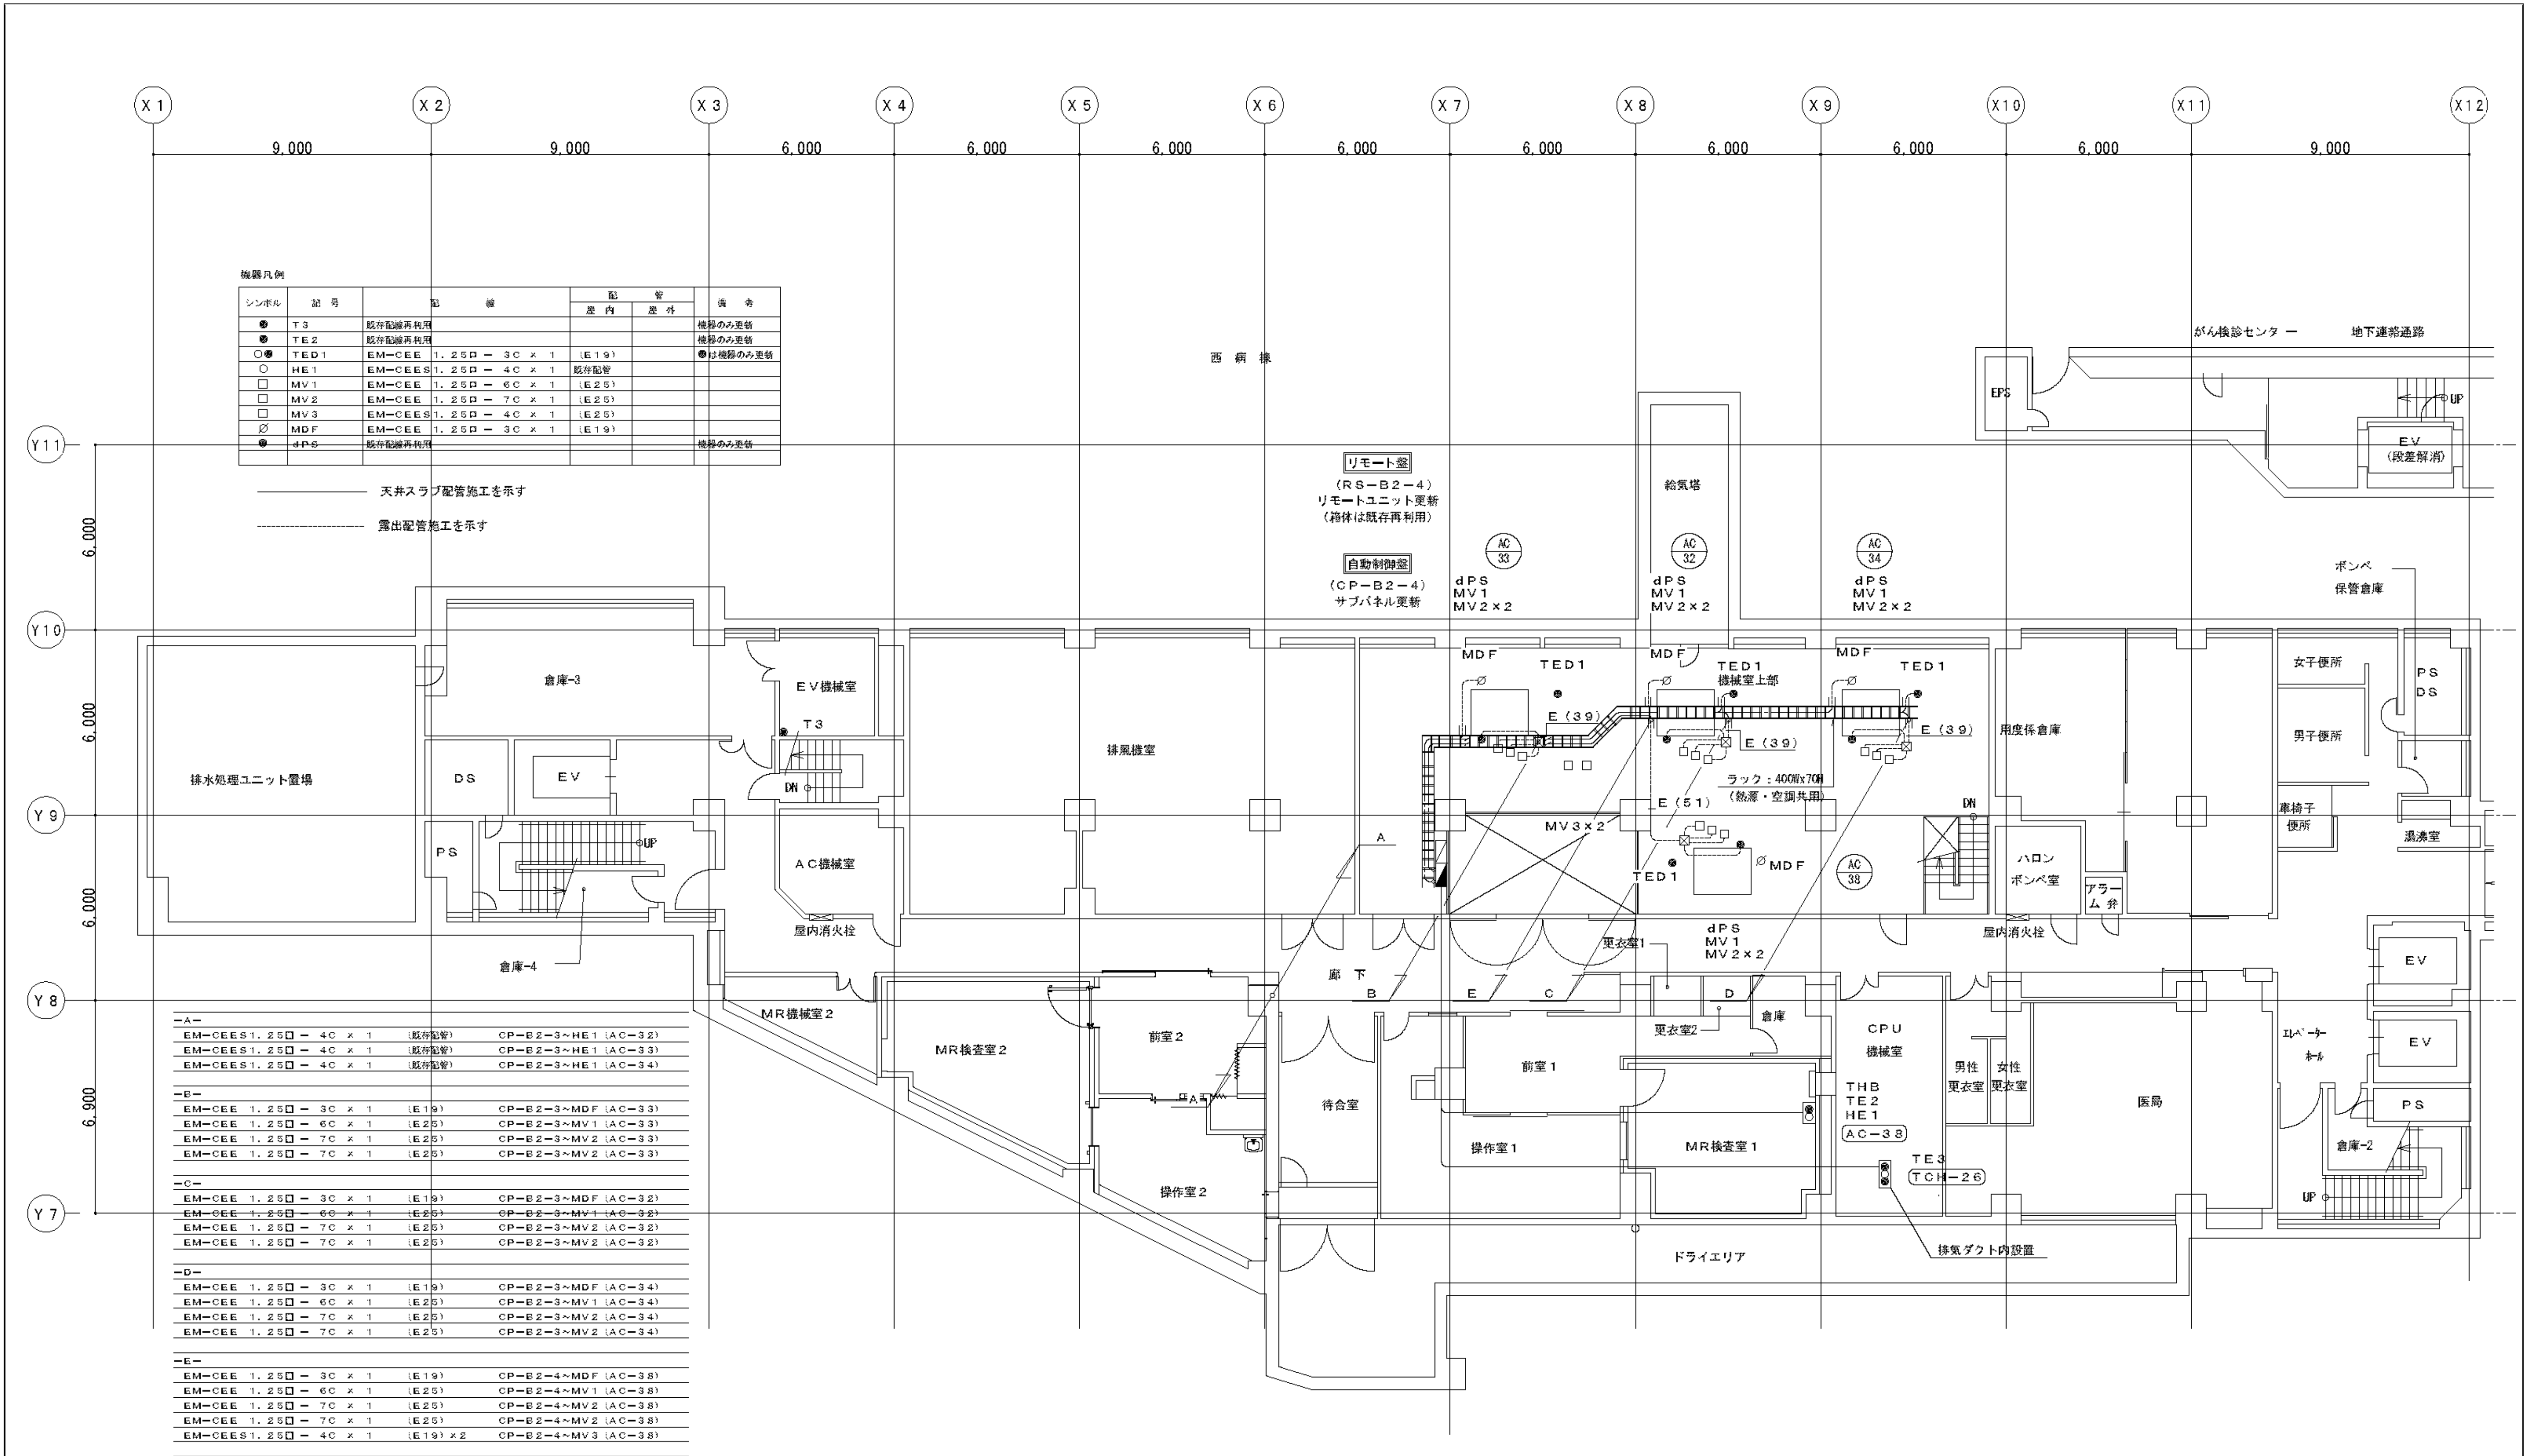 X1 X2 X3 X4 X5 X6 X7 X8 X9 X10 X11 X12
9,000 9,000 6,000 6,000 6,000 6,000 6,000 6,000 6,000 6,000 9,000
機器凡例
シンボル 記号 配線 配管 備考
屋内 屋外
T3 既存配線再利用 機器のみ更新
TE2 既存配線再利用 機器のみ更新
TED1 EM-CEE 1.25□ - 3C × 1 (E19) は機器のみ更新
HE1 EM-CEES1.25□ - 4C × 1 既存配管
MV1 EM-CEE 1.25□ - 6C × 1 (E25)
MV2 EM-CEE 1.25□ - 7C × 1 (E25)
MV3 EM-CEES1.25□ - 4C × 1 (E25)
MDF EM-CEE 1.25□ - 3C × 1 (E19)
dPS 既存配線再利用 機器のみ更新
天井スラブ配管施工を示す
露出配管施工を示す
西病棟
がん検診センター 地下連絡通路
EPS
UP
EV
(段差解消)
Y11
Y10
Y9
Y8
Y7
6,000
6,000
6,000
6,900
リモート盤
(RS-B2-4)
リモートユニット更新
(箱体は既存再利用)
自動制御盤
(CP-B2-4)
サブパネル更新
給気塔
AC
33
dPS
MV1
MV2×2
AC
32
dPS
MV1
MV2×2
AC
34
dPS
MV1
MV2×2
ボンベ
保管倉庫
倉庫-3
EV機械室
T3
排水処理ユニット置場
DS
EV
DN
PS
UP
AC機械室
屋内消火栓
倉庫-4
排風機室
MDF
TED1
E(39)
MDF
TED1
機械室上部
E(39)
MDF
TED1
E(39)
ラック:400Wx70H
(熱源・空調共用)
E(51)
MV3×2
A
TED1
MDF
AC
38
dPS
MV1
MV2×2
DN
用度係倉庫
ハロン
ボンベ室
アラー
ム弁
屋内消火栓
女子便所
男子便所
車椅子
便所
PS
DS
湯沸室
EV
EV
PS
エレベーター
ホール
倉庫-2
UP
廊下
B
E
C
D
更衣室1
更衣室2
倉庫
MR機械室2
MR検査室2
前室2
A
操作室2
待合室
前室1
操作室1
MR検査室1
CPU
機械室
THB
TE2
HE1
AC-38
TE3
TCH-26
男性
更衣室
女性
更衣室
医局
排気ダクト内設置
ドライエリア
-A-
EM-CEES1.25□ - 4C × 1 (既存配管) CP-B2-3~HE1 (AC-32)
EM-CEES1.25□ - 4C × 1 (既存配管) CP-B2-3~HE1 (AC-33)
EM-CEES1.25□ - 4C × 1 (既存配管) CP-B2-3~HE1 (AC-34)
-B-
EM-CEE 1.25□ - 3C × 1 (E19) CP-B2-3~MDF (AC-33)
EM-CEE 1.25□ - 6C × 1 (E25) CP-B2-3~MV1 (AC-33)
EM-CEE 1.25□ - 7C × 1 (E25) CP-B2-3~MV2 (AC-33)
EM-CEE 1.25□ - 7C × 1 (E25) CP-B2-3~MV2 (AC-33)
-C-
EM-CEE 1.25□ - 3C × 1 (E19) CP-B2-3~MDF (AC-32)
EM-CEE 1.25□ - 6C × 1 (E25) CP-B2-3~MV1 (AC-32)
EM-CEE 1.25□ - 7C × 1 (E25) CP-B2-3~MV2 (AC-32)
EM-CEE 1.25□ - 7C × 1 (E25) CP-B2-3~MV2 (AC-32)
-D-
EM-CEE 1.25□ - 3C × 1 (E19) CP-B2-3~MDF (AC-34)
EM-CEE 1.25□ - 6C × 1 (E25) CP-B2-3~MV1 (AC-34)
EM-CEE 1.25□ - 7C × 1 (E25) CP-B2-3~MV2 (AC-34)
EM-CEE 1.25□ - 7C × 1 (E25) CP-B2-3~MV2 (AC-34)
-E-
EM-CEE 1.25□ - 3C × 1 (E19) CP-B2-4~MDF (AC-38)
EM-CEE 1.25□ - 6C × 1 (E25) CP-B2-4~MV1 (AC-38)
EM-CEE 1.25□ - 7C × 1 (E25) CP-B2-4~MV2 (AC-38)
EM-CEE 1.25□ - 7C × 1 (E25) CP-B2-4~MV2 (AC-38)
EM-CEES1.25□ - 4C × 1 (E19)×2 CP-B2-4~MV3 (AC-38)